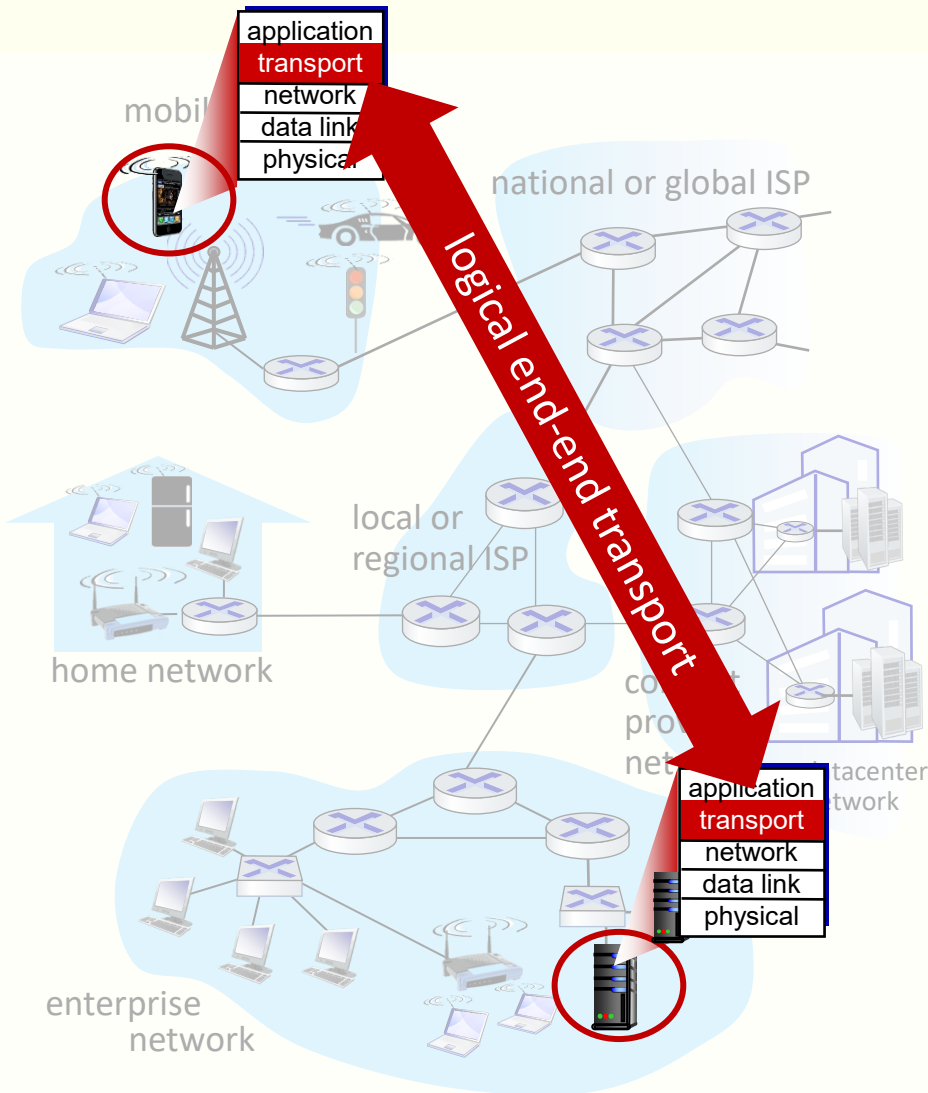 application
transport
network
data link
physical
national or global ISP
logical end-end transport
local or
regional ISP
home network
application
transport
network
data link
physical
enterprise
network